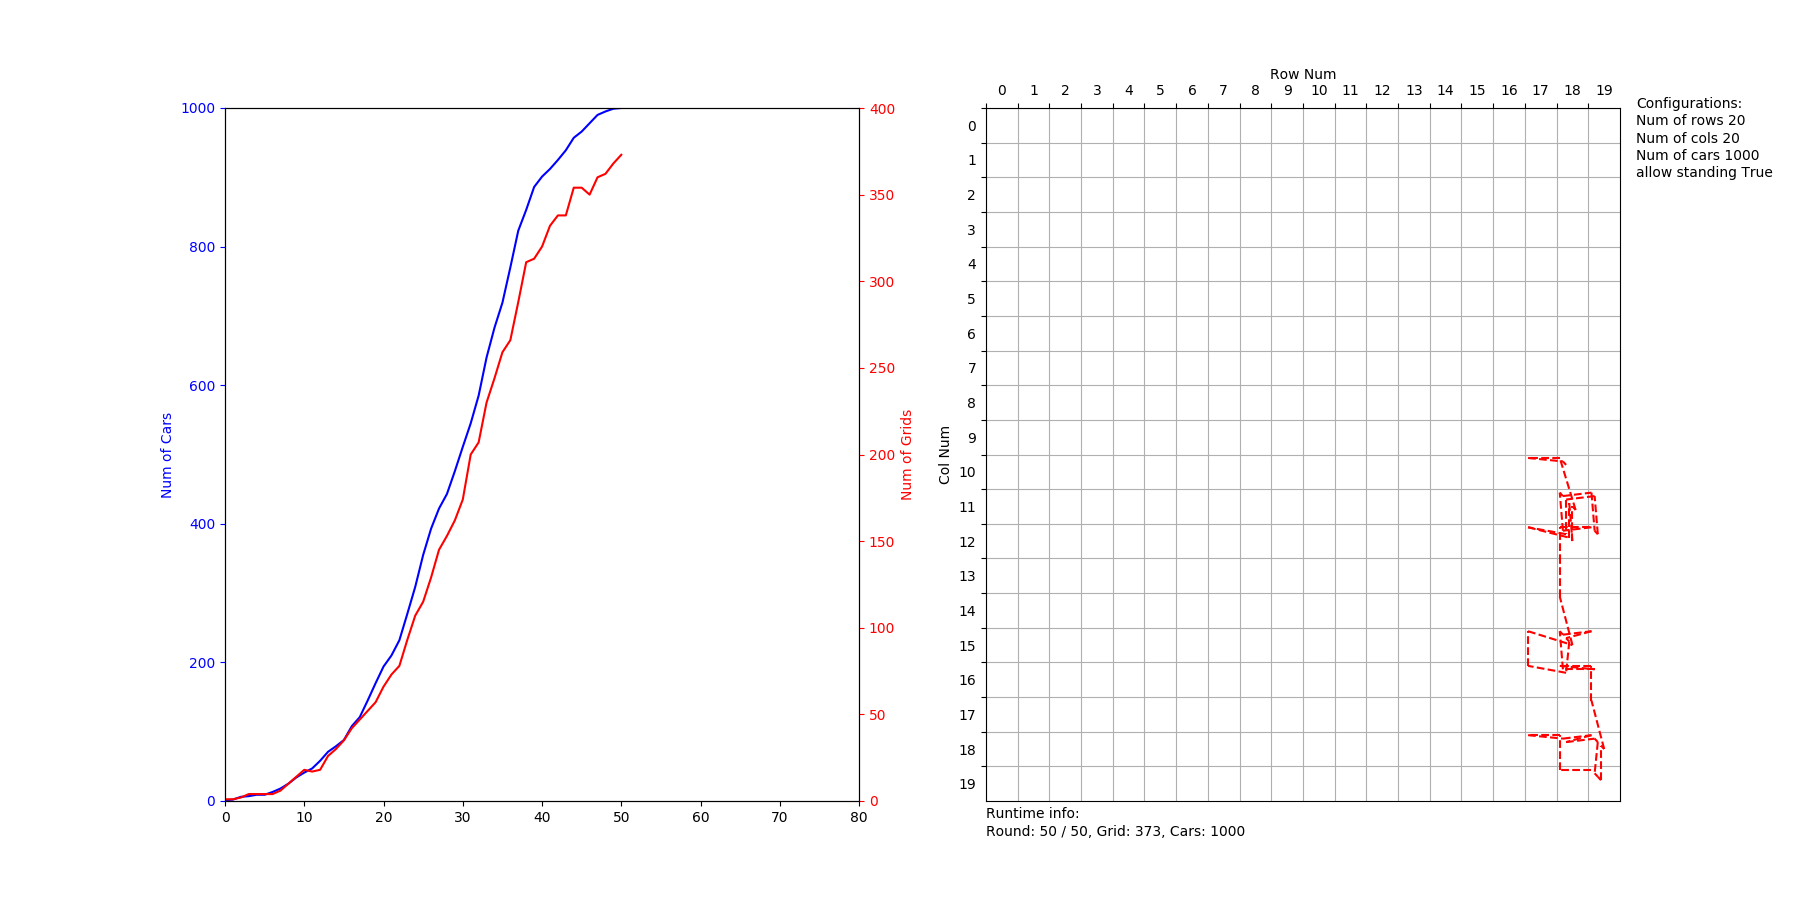 1000
800
600
400
200
0
Num of Cars
0 10 20 30 40 50 60 70 80
400
350
300
250
200
150
100
50
0
Num of Grids
Row Num
0 1 2 3 4 5 6 7 8 9 10 11 12 13 14 15 16 17 18 19
Col Num
0
1
2
3
4
5
6
7
8
9
10
11
12
13
14
15
16
17
18
19
Configurations:
Num of rows 20
Num of cols 20
Num of cars 1000
allow standing True
Runtime info:
Round: 50 / 50, Grid: 373, Cars: 1000